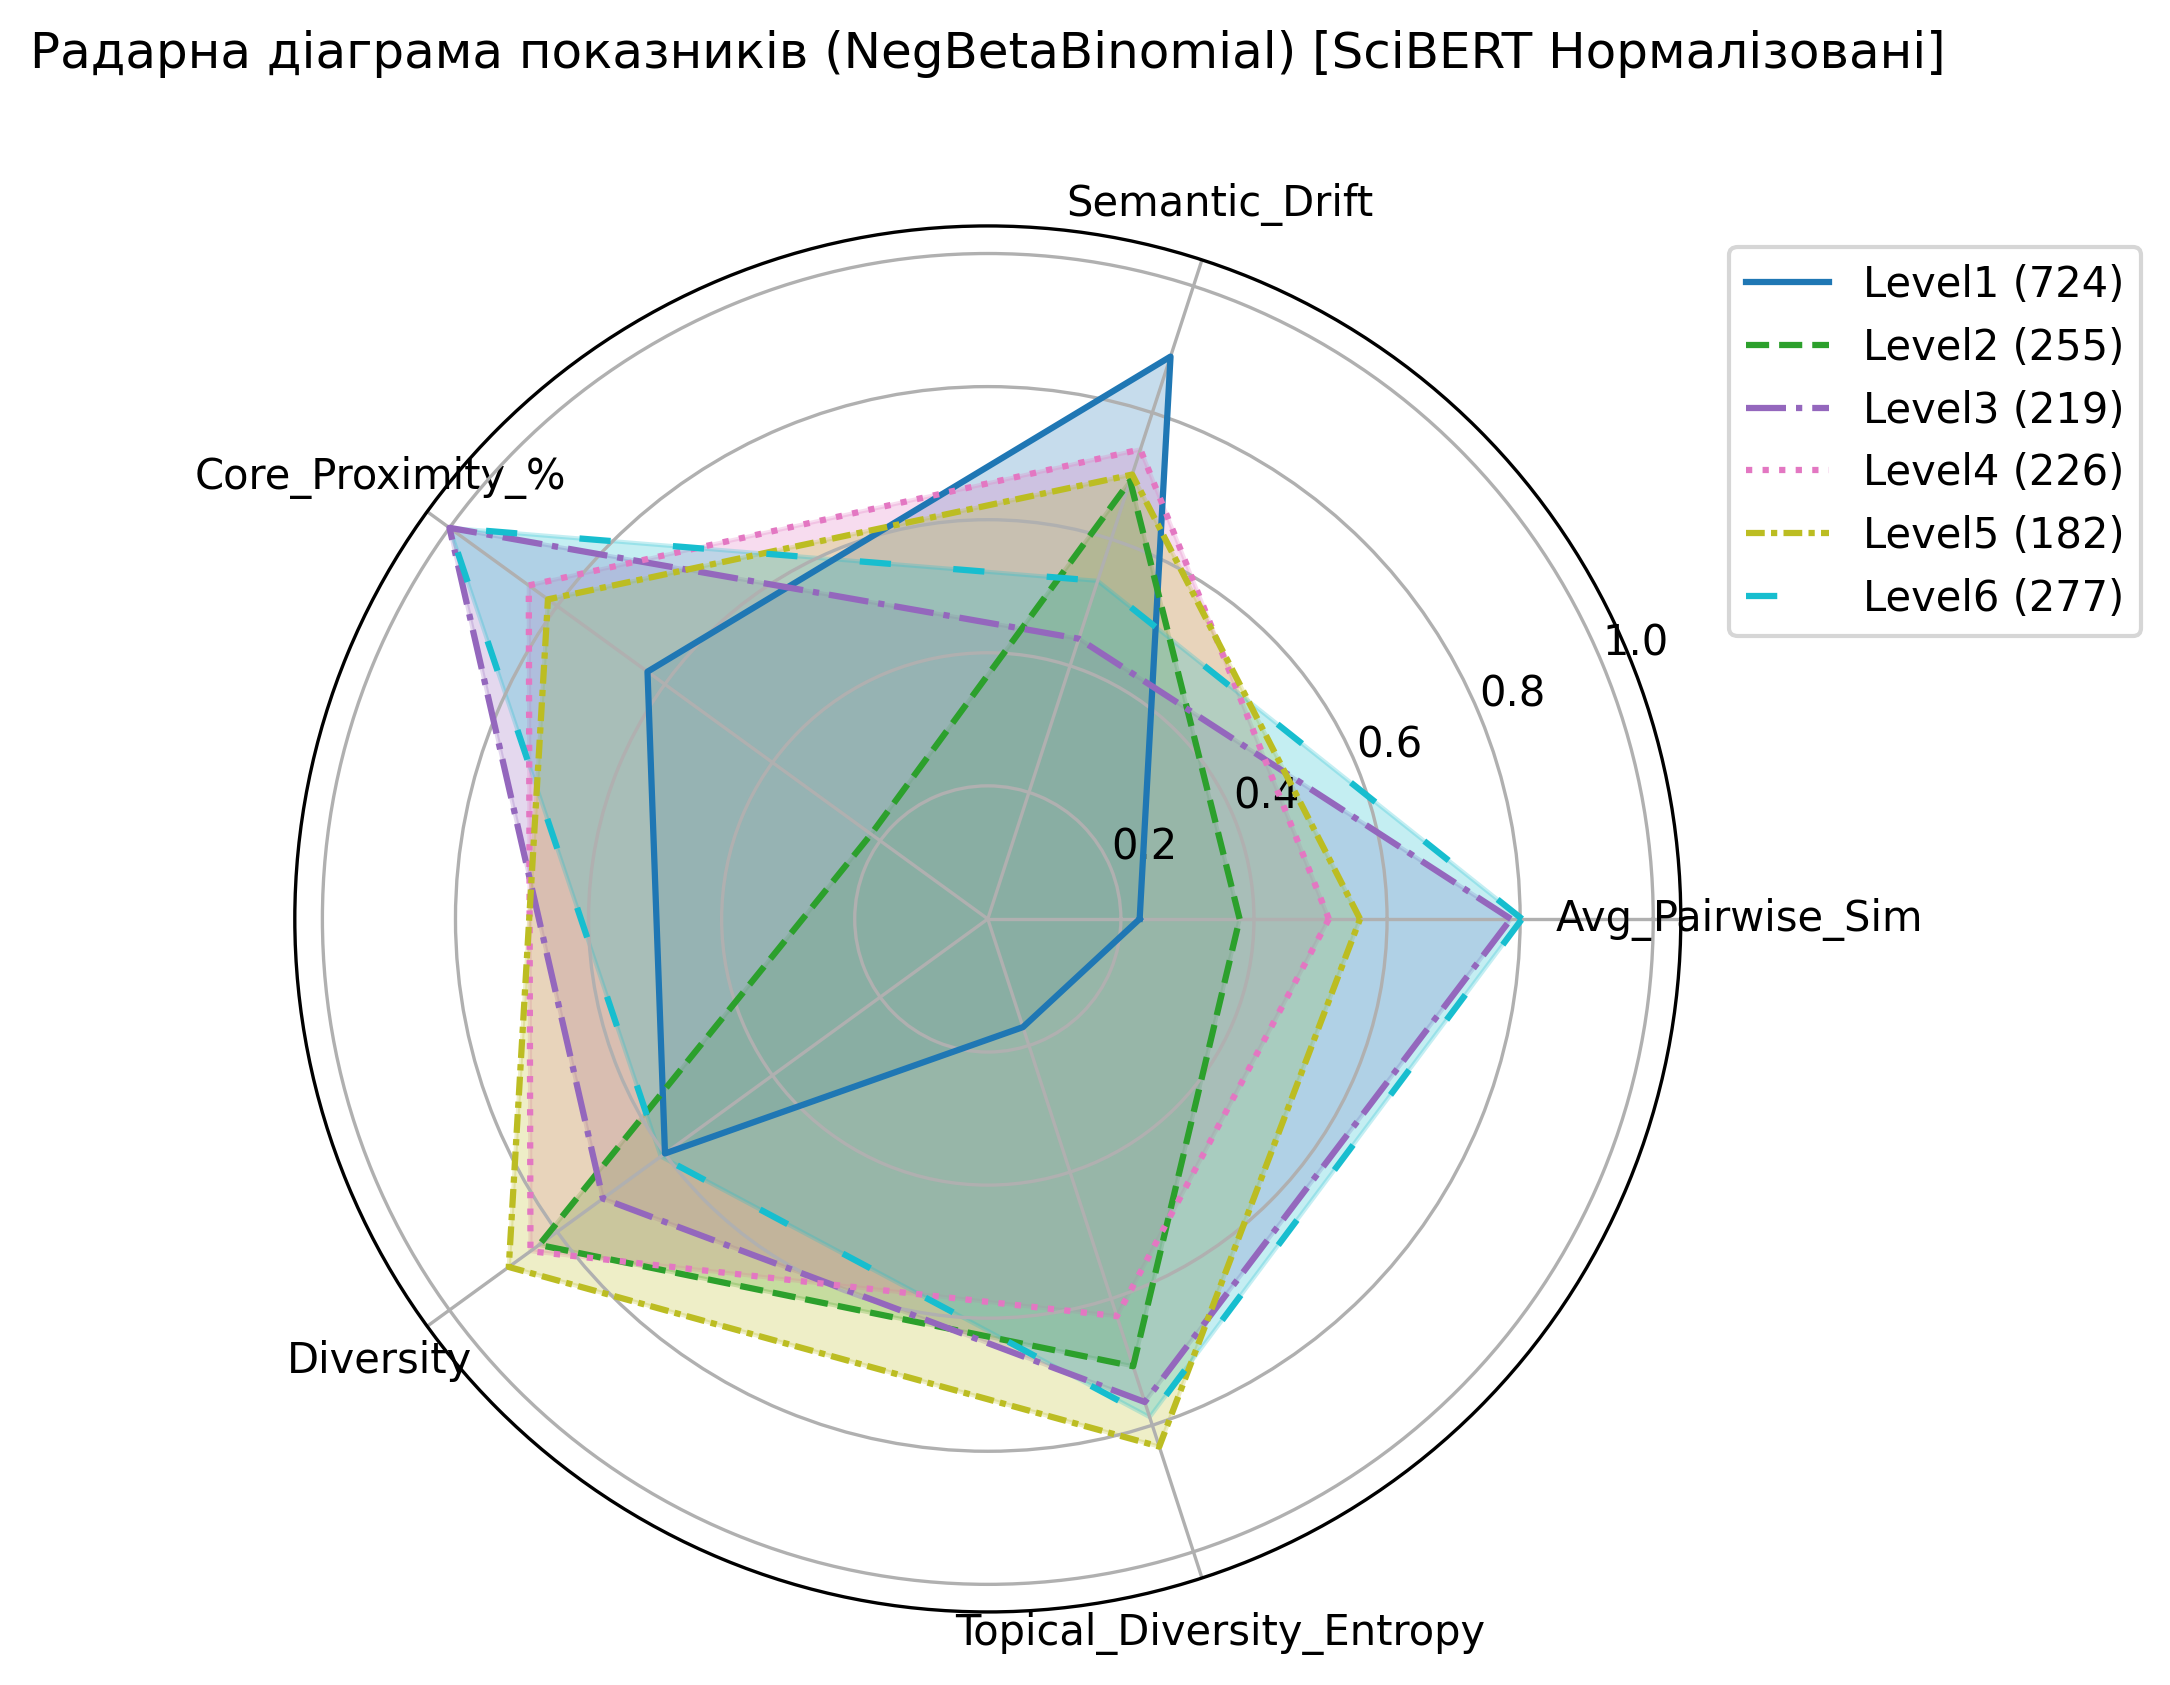 Радарна діаграма показників (NegBetaBinomial) [SciBERT Нормалізовані]
Semantic_Drift
Level1 (724)
Level2 (255)
Level3 (219)
Level4 (226)
Level5 (182)
Level6 (277)
Core_Proximity_%
1.0
0.8
0.6
0.4
0.2
Avg_Pairwise_Sim
Diversity
Topical_Diversity_Entropy